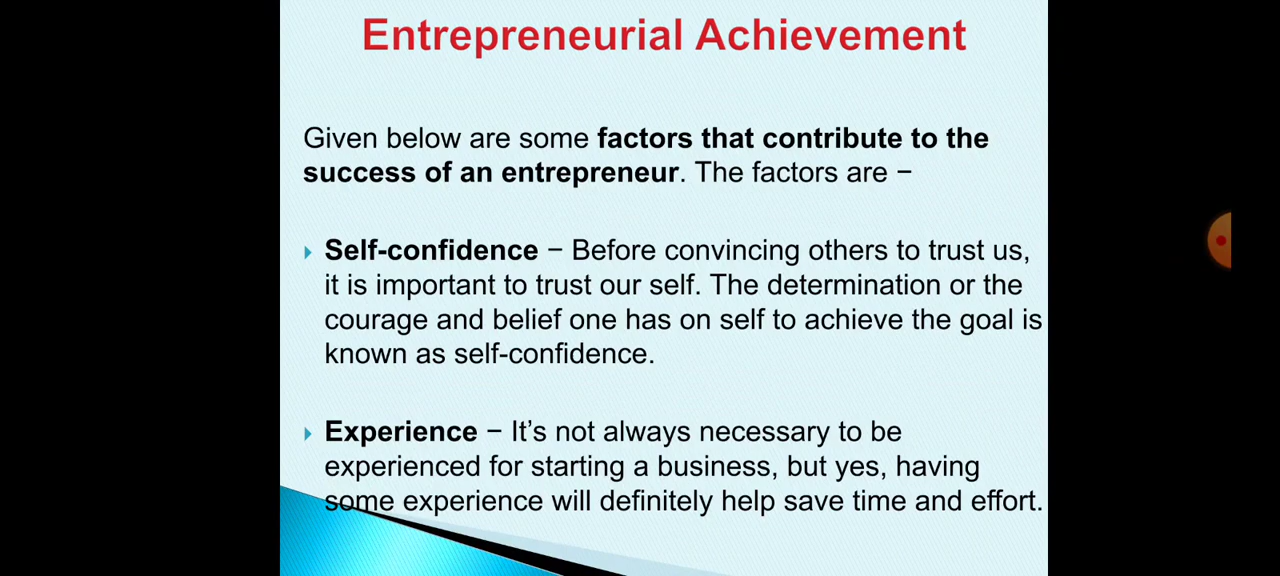 Entrepreneurial Achievement
Given below are some factors that contribute to the
success of an entrepreneur. The factors are −
Self-confidence − Before convincing others to trust us,
it is important to trust our self. The determination or the
courage and belief one has on self to achieve the goal is
known as self-confidence.
Experience − It’s not always necessary to be
experienced for starting a business, but yes, having
some experience will definitely help save time and effort.